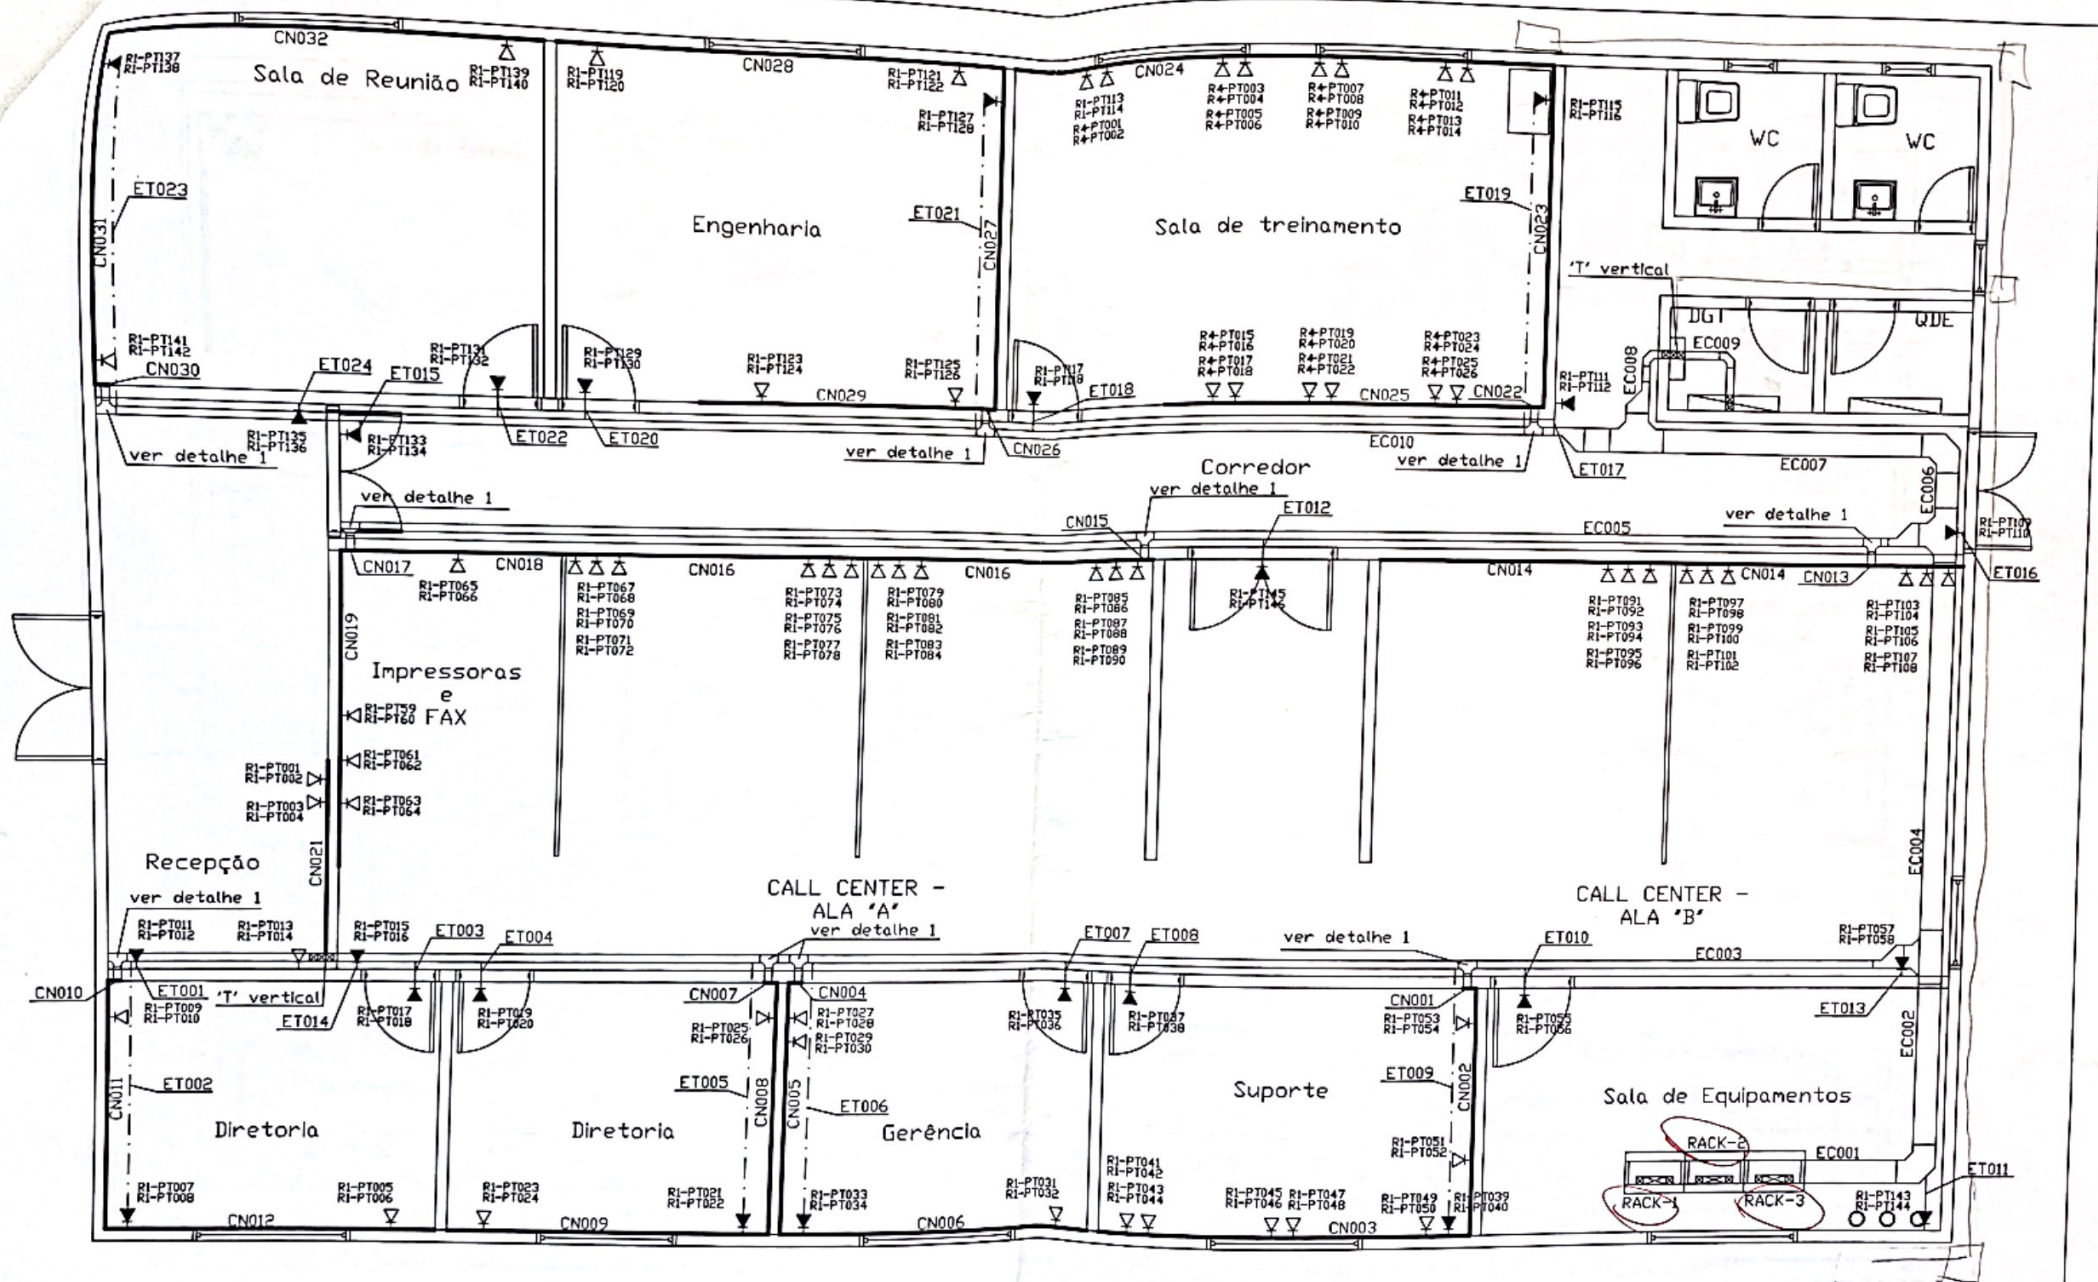 CN032
R1-PT137
R1-PT138
Sala de Reunião
R1-PT139
R1-PT140
R1-PT119
R1-PT120
CN028
R1-PT121
R1-PT122
R1-PT127
R1-PT128
CN024
R1-PT113
R1-PT114
R4-PT001
R4-PT002
R4-PT003
R4-PT004
R4-PT005
R4-PT006
R4-PT007
R4-PT008
R4-PT009
R4-PT010
R4-PT011
R4-PT012
R4-PT013
R4-PT014
R1-PT115
R1-PT116
WC
WC
ET023
CN031
Engenharia
ET021
CN027
Sala de treinamento
ET019
CN023
'T' vertical
DGT
QDE
EC009
EC008
R1-PT141
R1-PT142
CN030
ET024
ET015
R1-PT131
R1-PT132
R1-PT129
R1-PT130
R1-PT123
R1-PT124
R1-PT125
R1-PT126
CN029
R1-PT117
R1-PT118
ET018
R4-PT015
R4-PT016
R4-PT017
R4-PT018
R4-PT019
R4-PT020
R4-PT021
R4-PT022
R4-PT023
R4-PT024
R4-PT025
R4-PT026
CN025
CN022
R1-PT111
R1-PT112
R1-PT135
R1-PT136
R1-PT133
R1-PT134
ver detalhe 1
ET022
ET020
ver detalhe 1
CN026
EC010
ver detalhe 1
ET017
EC007
EC006
Corredor
ver detalhe 1
ver detalhe 1
CN015
ET012
EC005
ver detalhe 1
R1-PT109
R1-PT110
CN017
R1-PT065
R1-PT066
CN018
R1-PT067
R1-PT068
R1-PT069
R1-PT070
R1-PT071
R1-PT072
CN016
R1-PT073
R1-PT074
R1-PT075
R1-PT076
R1-PT077
R1-PT078
R1-PT079
R1-PT080
R1-PT081
R1-PT082
R1-PT083
R1-PT084
CN016
R1-PT085
R1-PT086
R1-PT087
R1-PT088
R1-PT089
R1-PT090
R1-PT145
R1-PT146
CN014
R1-PT091
R1-PT092
R1-PT093
R1-PT094
R1-PT095
R1-PT096
CN014
R1-PT097
R1-PT098
R1-PT099
R1-PT100
R1-PT101
R1-PT102
CN013
R1-PT103
R1-PT104
R1-PT105
R1-PT106
R1-PT107
R1-PT108
ET016
CN019
Impressoras
e
FAX
R1-PT59
R1-PT60
R1-PT061
R1-PT062
R1-PT063
R1-PT064
R1-PT001
R1-PT002
R1-PT003
R1-PT004
CN021
Recepção
ver detalhe 1
EC004
CALL CENTER -
ALA "A"
CALL CENTER -
ALA "B"
R1-PT011
R1-PT012
R1-PT013
R1-PT014
R1-PT015
R1-PT016
ET003
ET004
ver detalhe 1
ET007
ET008
ver detalhe 1
ET010
EC003
R1-PT057
R1-PT058
CN010
ET001
'T' vertical
ET014
R1-PT009
R1-PT010
R1-PT017
R1-PT018
R1-PT019
R1-PT020
CN007
R1-PT025
R1-PT026
CN004
R1-PT027
R1-PT028
R1-PT029
R1-PT030
R1-PT035
R1-PT036
R1-PT037
R1-PT038
CN001
R1-PT053
R1-PT054
R1-PT055
R1-PT056
ET013
EC002
CN011
ET002
ET005
CN008
CN005
ET006
ET009
CN002
Diretoria
Diretoria
Gerência
Suporte
Sala de Equipamentos
RACK-2
EC001
RACK-1
RACK-3
R1-PT143
R1-PT144
ET011
R1-PT007
R1-PT008
R1-PT005
R1-PT006
CN012
R1-PT023
R1-PT024
R1-PT021
R1-PT022
CN009
R1-PT033
R1-PT034
R1-PT031
R1-PT032
CN006
R1-PT041
R1-PT042
R1-PT043
R1-PT044
R1-PT045
R1-PT046
R1-PT047
R1-PT048
R1-PT051
R1-PT052
R1-PT049
R1-PT050
R1-PT039
R1-PT040
CN003